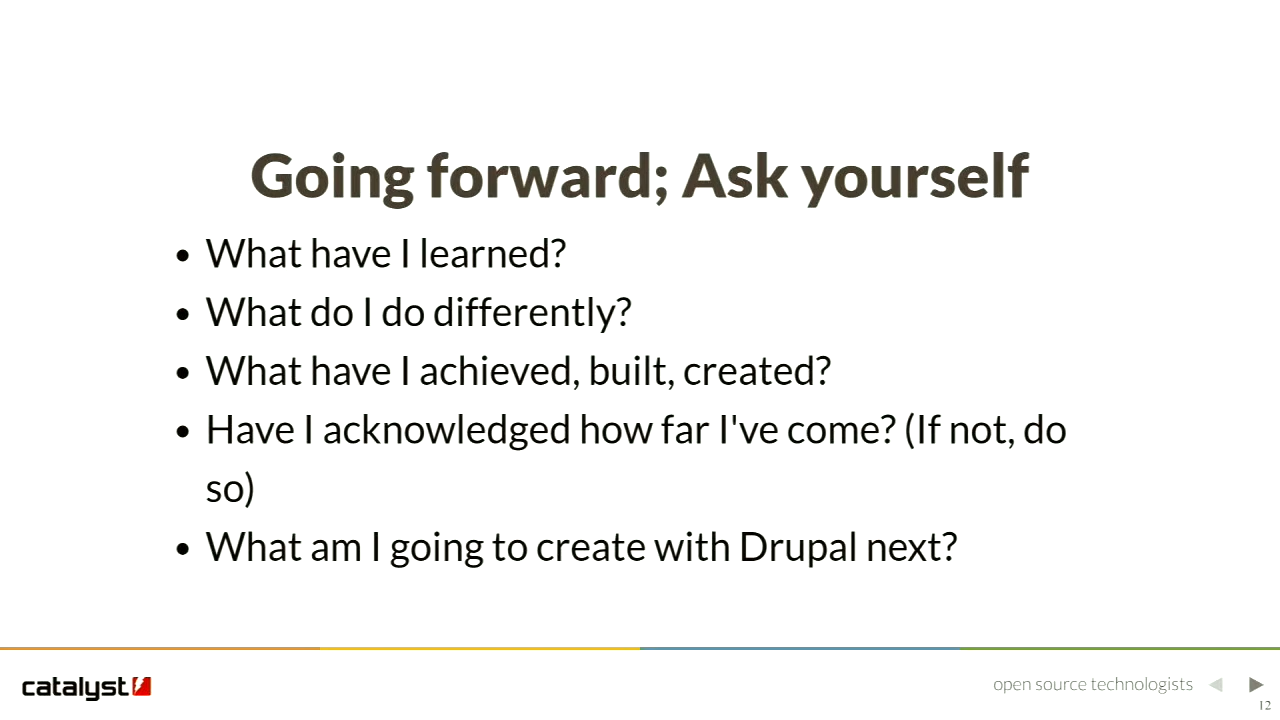 Going forward; Ask yourself
• What have I learned?
• What do I do differently?
• What have I achieved, built, created?
• Have I acknowledged how far I've come? (If not, do
so)
• What am I going to create with Drupal next?
catalyst
open source technologists
12